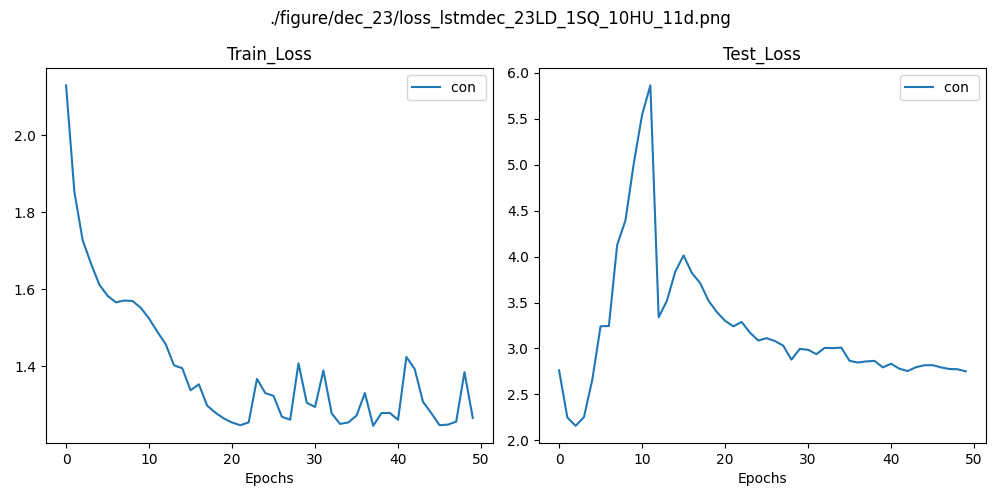 ./figure/dec_23/loss_lstmdec_23LD_1SQ_10HU_11d.png
Train_Loss
con
2.0
1.8
1.6
1.4
0 10 20 30 40 50
Epochs
Test_Loss
con
6.0
5.5
5.0
4.5
4.0
3.5
3.0
2.5
2.0
0 10 20 30 40 50
Epochs